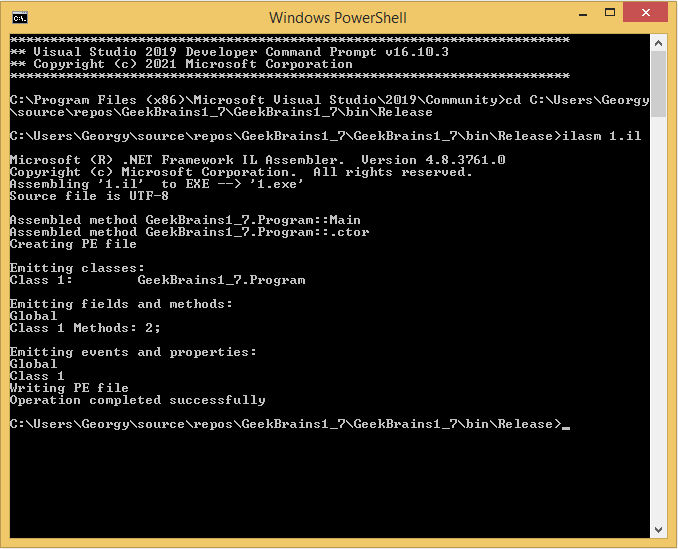 Windows PowerShell
**********************************************************************
** Visual Studio 2019 Developer Command Prompt v16.10.3
** Copyright (c) 2021 Microsoft Corporation
**********************************************************************
C:\Program Files (x86)\Microsoft Visual Studio\2019\Community>cd C:\Users\Georgy
\source\repos\GeekBrains1_7\GeekBrains1_7\bin\Release
C:\Users\Georgy\source\repos\GeekBrains1_7\GeekBrains1_7\bin\Release>ilasm 1.il
Microsoft (R) .NET Framework IL Assembler.  Version 4.8.3761.0
Copyright (c) Microsoft Corporation.  All rights reserved.
Assembling '1.il'  to EXE --> '1.exe'
Source file is UTF-8
Assembled method GeekBrains1_7.Program::Main
Assembled method GeekBrains1_7.Program::.ctor
Creating PE file
Emitting classes:
Class 1:        GeekBrains1_7.Program
Emitting fields and methods:
Global
Class 1 Methods: 2;
Emitting events and properties:
Global
Class 1
Writing PE file
Operation completed successfully
C:\Users\Georgy\source\repos\GeekBrains1_7\GeekBrains1_7\bin\Release>_